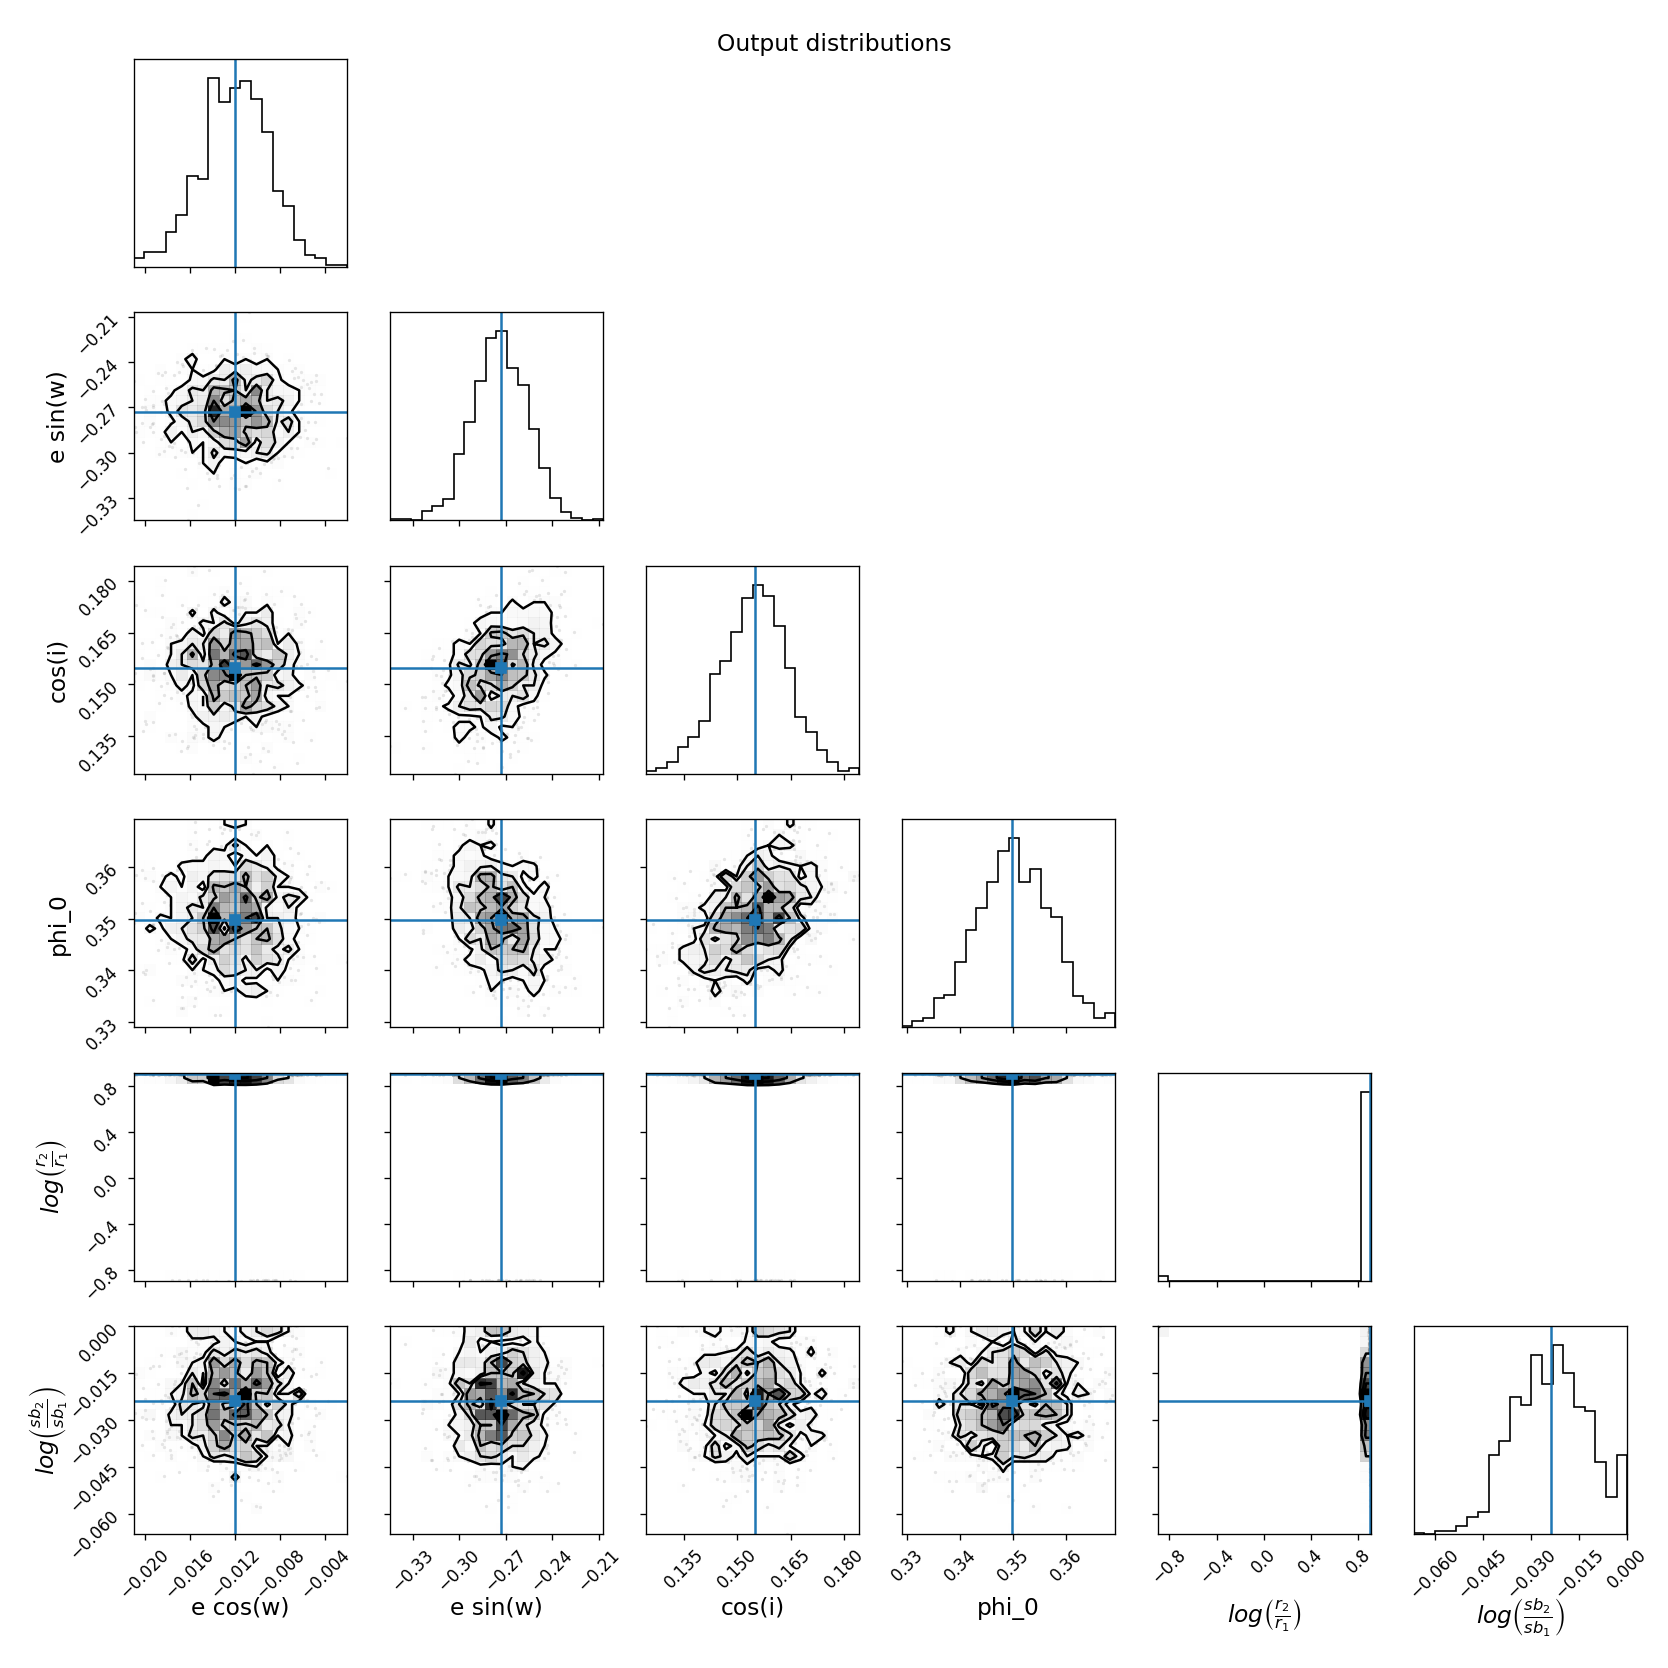 Output distributions
−0.21
−0.24
−0.27
−0.30
−0.33
e sin(w)
0.180
0.165
0.150
0.135
cos(i)
0.36
0.35
0.34
0.33
phi_0
0.8
0.4
0.0
−0.4
−0.8
log(r₂/r₁)
0.000
−0.015
−0.030
−0.045
−0.060
log(sb₂/sb₁)
−0.020 −0.016 −0.012 −0.008 −0.004
e cos(w)
−0.33 −0.30 −0.27 −0.24 −0.21
e sin(w)
0.135 0.150 0.165 0.180
cos(i)
0.33 0.34 0.35 0.36
phi_0
−0.8 −0.4 0.0 0.4 0.8
log(r₂/r₁)
−0.060 −0.045 −0.030 −0.015 0.000
log(sb₂/sb₁)